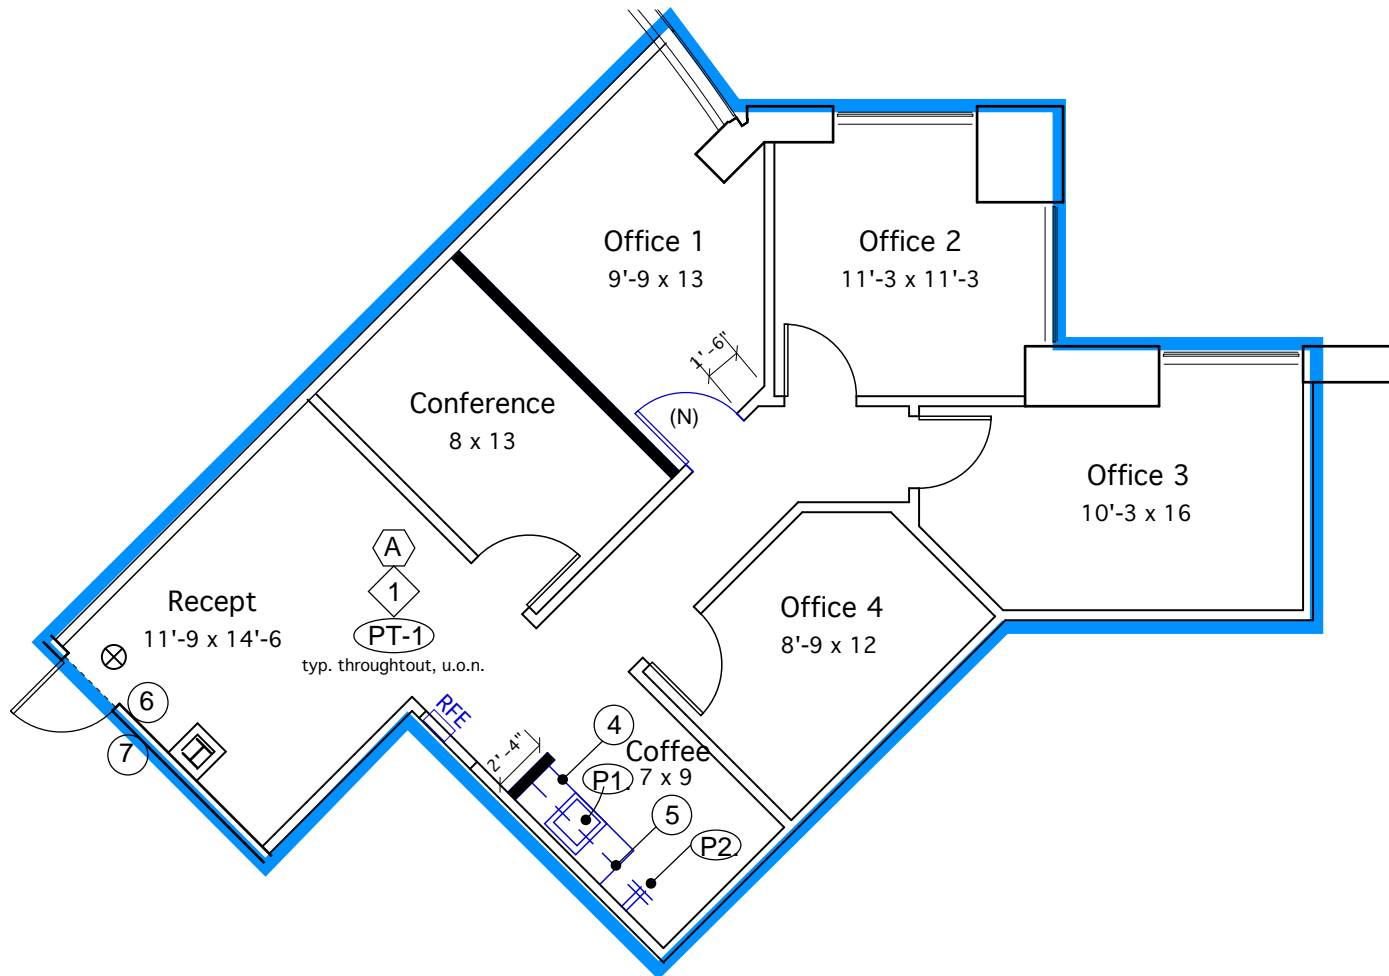 Office 1
9'-9 x 13
Office 2
11'-3 x 11'-3
1'-6"
Conference
8 x 13
(N)
Office 3
10'-3 x 16
A
1
PT-1
typ. throughtout, u.o.n.
Recept
11'-9 x 14'-6
Office 4
8'-9 x 12
6
7
RFE
4
2'-4"
Coffee
7 x 9
P1.
5
P2.